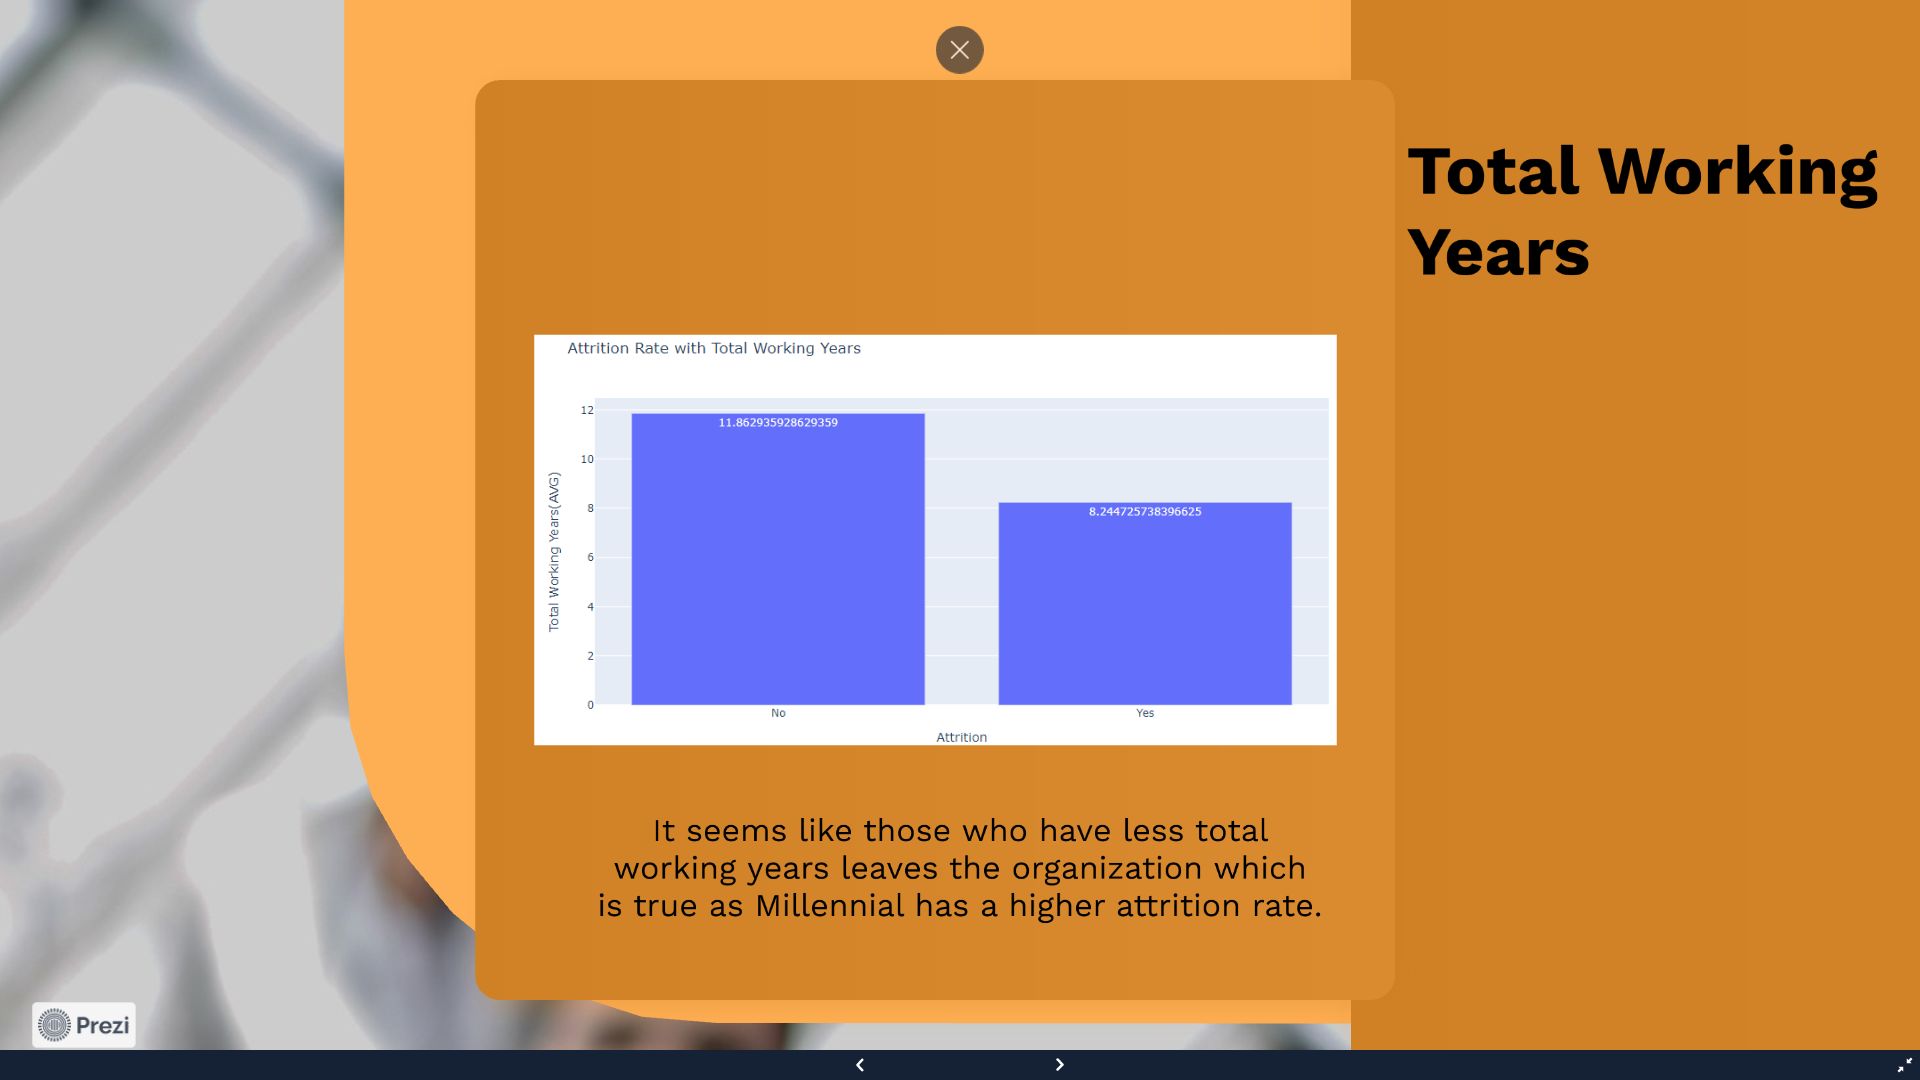 Total Working
Years
Attrition Rate with Total Working Years
12
10
8
6
4
2
0
Total Working Years(AVG)
11.862935928629359
8.244725738396625
No
Yes
Attrition
It seems like those who have less total
working years leaves the organization which
is true as Millennial has a higher attrition rate.
Prezi